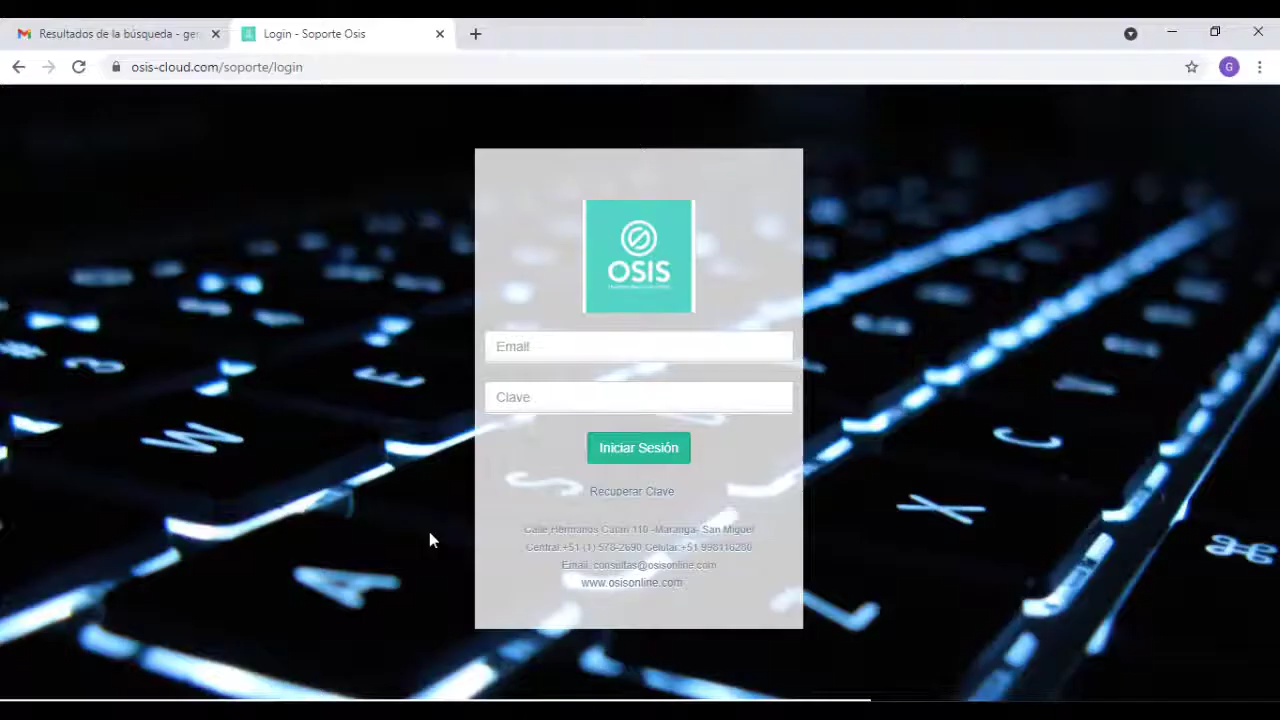 Resultados de la búsqueda - ger
Login - Soporte Osis
osis-cloud.com/soporte/login
G
OSIS
Email
Clave
Iniciar Sesión
Recuperar Clave
Calle Hermanos Catari 110 -Maranga- San Miguel
Central:+51 (1) 578-2690 Celular:+51 998116280
Email: consultas@osisonline.com
www.osisonline.com
3
W
E
S
A
X
C